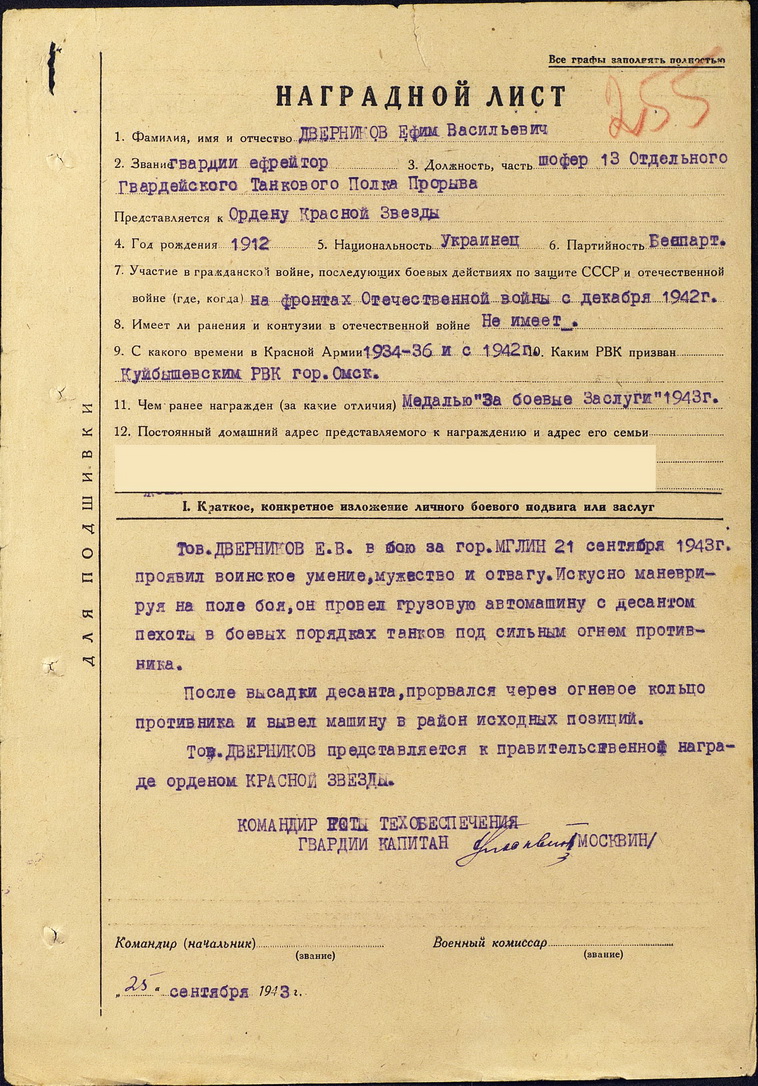 Все графы заполнять полностью
НАГРАДНОЙ ЛИСТ
255
1. Фамилия, имя и отчество ДВЕРНИКОВ Ефим Васильевич
2. Звание гвардии ефрейтор 3. Должность, часть шофер 13 Отдельного
Гвардейского Танкового Полка Прорыва
Представляется к Ордену Красной Звезды
4. Год рождения 1912 5. Национальность Украинец 6. Партийность Беспарт.
7. Участие в гражданской войне, последующих боевых действиях по защите СССР и отечественной
войне (где, когда) на фронтах Отечественной войны с декабря 1942г.
8. Имеет ли ранения и контузии в отечественной войне Не имеет.
9. С какого времени в Красной Армии 1934-36 и с 1942г. 10. Каким РВК призван
Куйбышевским РВК гор.Омск.
11. Чем ранее награжден (за какие отличия) Медалью"За боевые Заслуги"1943г.
12. Постоянный домашний адрес представляемого к награждению и адрес его семьи
I. Краткое, конкретное изложение личного боевого подвига или заслуг
Тов.ДВЕРНИКОВ Е.В. в бою за гор.МГЛИН 21 сентября 1943г.
проявил воинское умение,мужество и отвагу.Искусно маневри-
руя на поле боя,он провел грузовую автомашину с десантом
пехоты в боевых порядках танков под сильным огнем против-
ника.
После высадки десанта,прорвался через огневое кольцо
противника и вывел машину в район исходных позиций.
Тов.ДВЕРНИКОВ представляется к правительственной награ-
де орденом КРАСНОЙ ЗВЕЗДЫ.
КОМАНДИР РОТЫ ТЕХОБЕСПЕЧЕНИЯ
ГВАРДИИ КАПИТАН /МОСКВИН/
Командир (начальник) Военный комиссар
(звание) (звание)
„25" сентября 1943г.
ДЛЯ ПОДШИВКИ